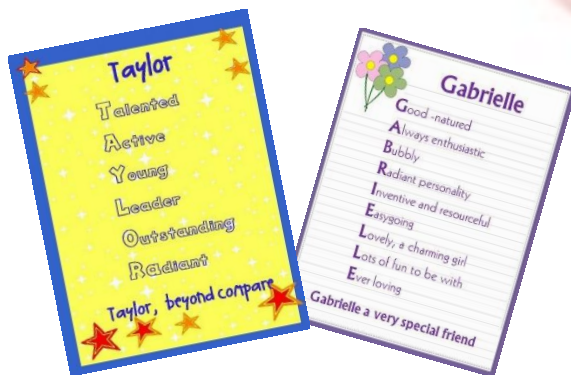 Taylor
Talented
Active
Young
Leader
Outstanding
Radiant
Taylor, beyond compare
Gabrielle
Good -natured
Always enthusiastic
Bubbly
Radiant personality
Inventive and resourceful
Easygoing
Lovely, a charming girl
Lots of fun to be with
Ever loving
Gabrielle a very special friend